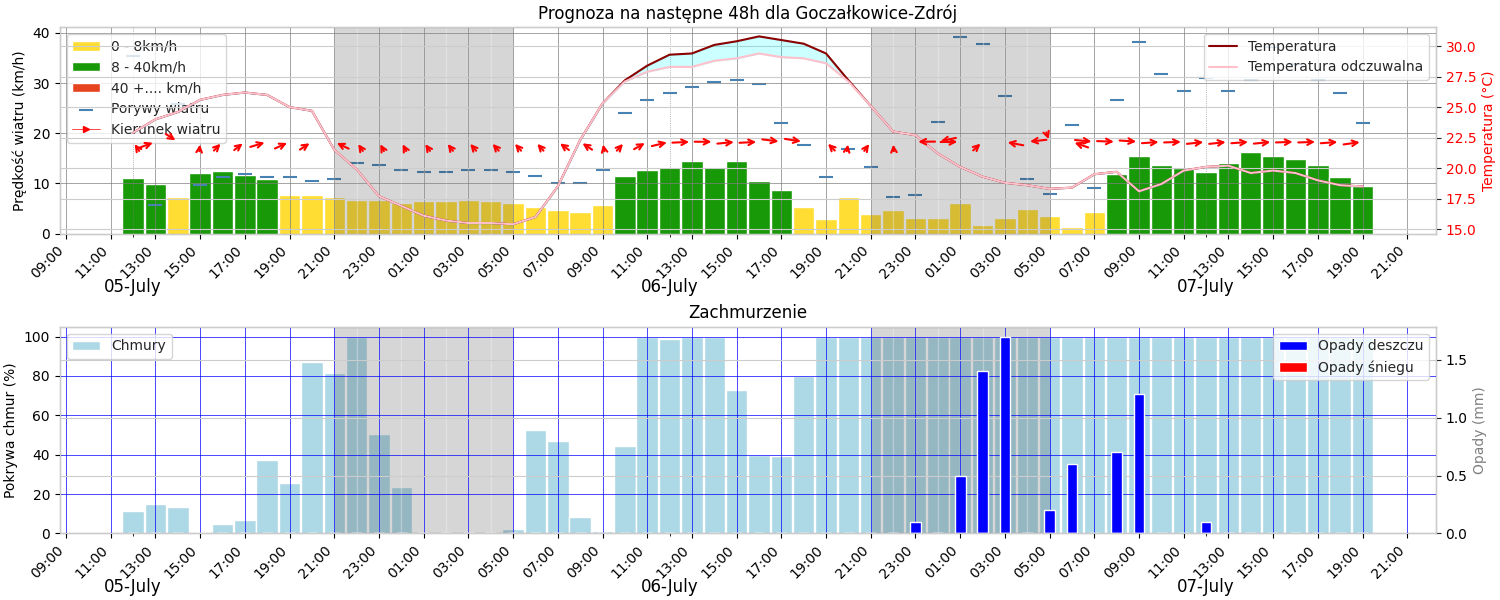 Prognoza na następne 48h dla Goczałkowice-Zdrój
Prędkość wiatru (km/h)
40
30
20
10
0
0 - 8km/h
8 - 40km/h
40 +.... km/h
Porywy wiatru
Kierunek wiatru
Temperatura
Temperatura odczuwalna
30.0
27.5
25.0
22.5
20.0
17.5
15.0
Temperatura (°C)
09:00 11:00 13:00 15:00 17:00 19:00 21:00 23:00 01:00 03:00 05:00 07:00 09:00 11:00 13:00 15:00 17:00 19:00 21:00 23:00 01:00 03:00 05:00 07:00 09:00 11:00 13:00 15:00 17:00 19:00 21:00
05-July 06-July 07-July
Zachmurzenie
Pokrywa chmur (%)
100
80
60
40
20
0
Chmury
Opady deszczu
Opady śniegu
1.5
1.0
0.5
0.0
Opady (mm)
09:00 11:00 13:00 15:00 17:00 19:00 21:00 23:00 01:00 03:00 05:00 07:00 09:00 11:00 13:00 15:00 17:00 19:00 21:00 23:00 01:00 03:00 05:00 07:00 09:00 11:00 13:00 15:00 17:00 19:00 21:00
05-July 06-July 07-July